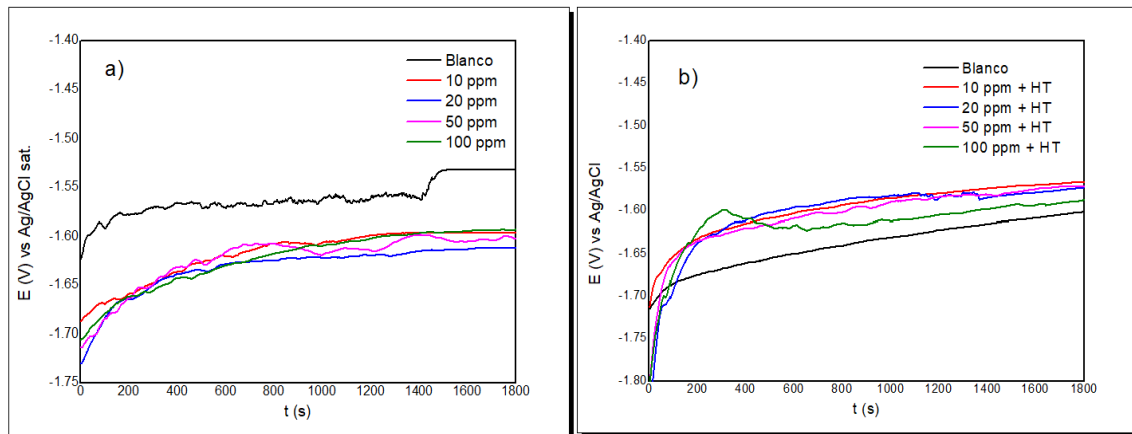 a)
Blanco
10 ppm
20 ppm
50 ppm
100 ppm
-1.40
-1.45
-1.50
-1.55
-1.60
-1.65
-1.70
-1.75
E (V) vs Ag/AgCl sat.
0 200 400 600 800 1000 1200 1400 1600 1800
t (s)
b)
Blanco
10 ppm + HT
20 ppm + HT
50 ppm + HT
100 ppm + HT
-1.40
-1.45
-1.50
-1.55
-1.60
-1.65
-1.70
-1.75
-1.80
E (V) vs Ag/AgCl
0 200 400 600 800 1000 1200 1400 1600 1800
t (s)